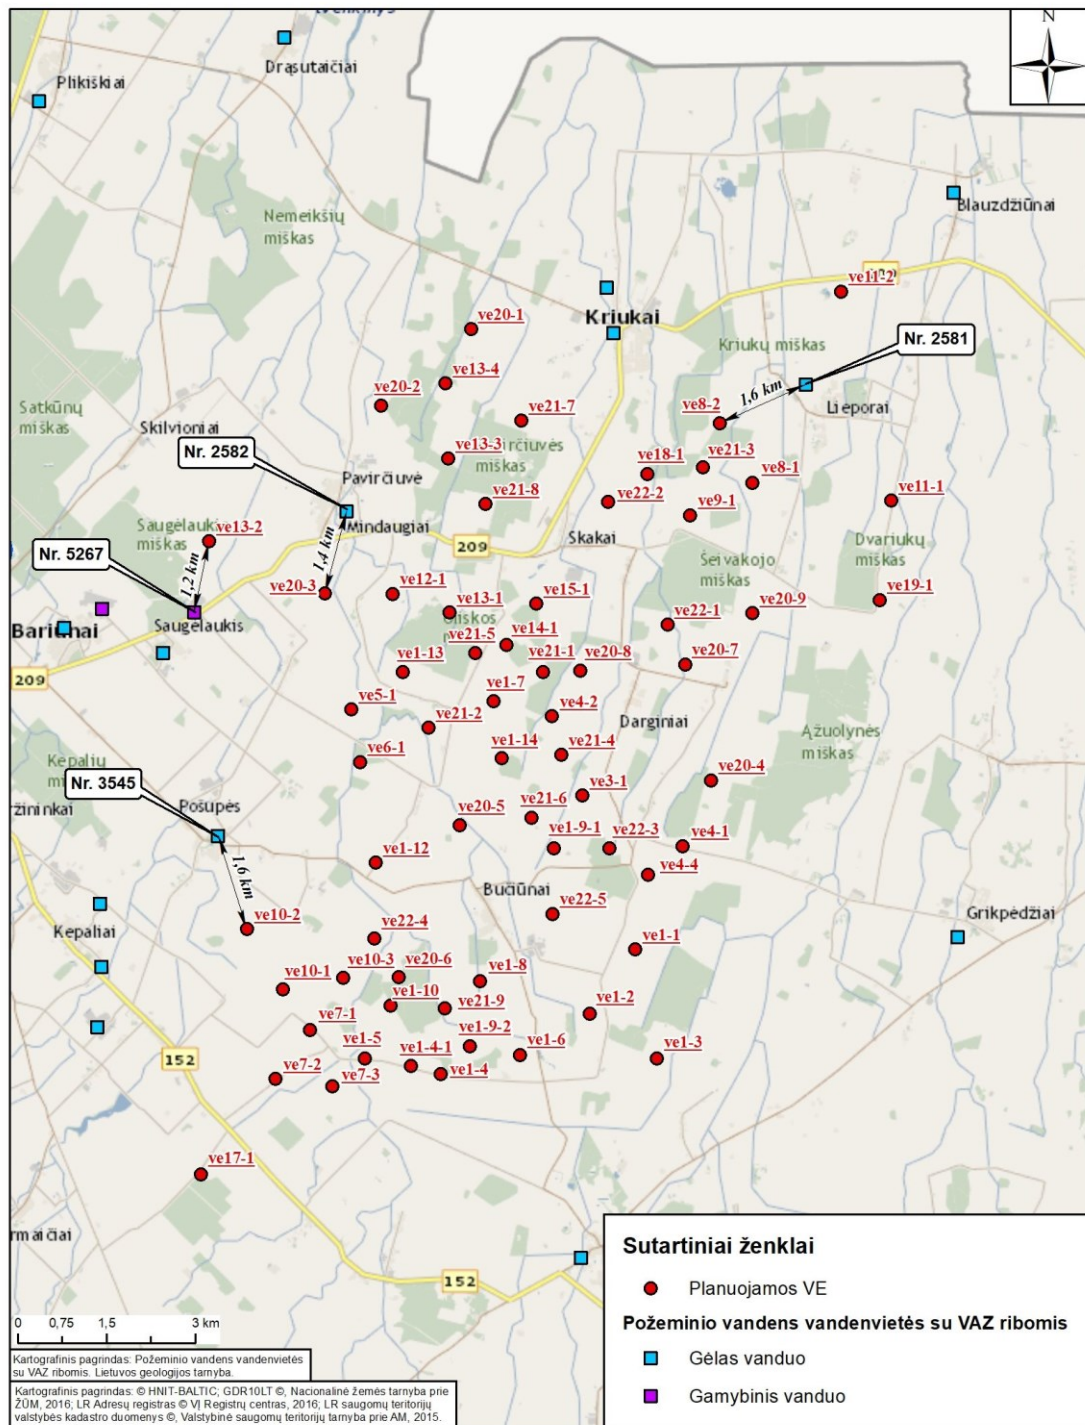 N
Plikiškiai
Drąsutaičiai
Nemeikšių
miškas
Blauzdžiūnai
ve11-2
Kriukai
ve20-1
Kriukų miškas
Nr. 2581
ve13-4
1,6 km
ve20-2
Satkūnų
miškas
ve8-2
Lieporai
ve21-7
Skilvioniai
Nr. 2582
ve13-3
ve18-1
ve21-3
Pavirčiuvė
ve8-1
ve21-8
ve22-2
ve11-1
ve9-1
Saugėlaukis
miškas
ve13-2
Mindaugiai
Skakai
209
Dvariukų
miškas
Nr. 5267
1,4 km
Šeivakojo
miškas
1,2 km
ve20-3
ve12-1
ve19-1
ve13-1
ve15-1
ve20-9
Saugėlaukis
ve22-1
ve21-5
ve14-1
209
ve1-13
ve21-1
ve20-8
ve20-7
ve1-7
ve5-1
ve4-2
Darginiai
ve21-2
Ąžuolynės
miškas
ve1-14
ve21-4
Kepalių
ve6-1
Nr. 3545
ve20-4
ve3-1
Pošupės
ve21-6
ve20-5
ve1-9-1
ve22-3
ve4-1
1,6 km
ve1-12
ve4-4
Bučiūnai
ve22-5
ve10-2
Grikpėdžiai
Kepaliai
ve22-4
ve1-1
ve10-3
ve20-6
ve1-8
ve10-1
ve1-10
ve21-9
ve1-2
ve7-1
ve1-9-2
ve1-5
ve1-6
ve1-3
152
ve1-4-1
ve1-4
ve7-2
ve7-3
ve17-1
152
Sutartiniai ženklai
Planuojamos VE
Požeminio vandens vandenvietės su VAZ ribomis
Gėlas vanduo
Gamybinis vanduo
0 0,75 1,5 3 km
Kartografinis pagrindas: Požeminio vandens vandenvietės
su VAZ ribomis. Lietuvos geologijos tarnyba.
Kartografinis pagrindas: © HNIT-BALTIC; GDR10LT ©, Nacionalinė žemės tarnyba prie
ŽŪM, 2016; LR Adresų registras © VĮ Registrų centras, 2016; LR saugomų teritorijų
valstybės kadastro duomenys ©, Valstybinė saugomų teritorijų tarnyba prie AM, 2015.